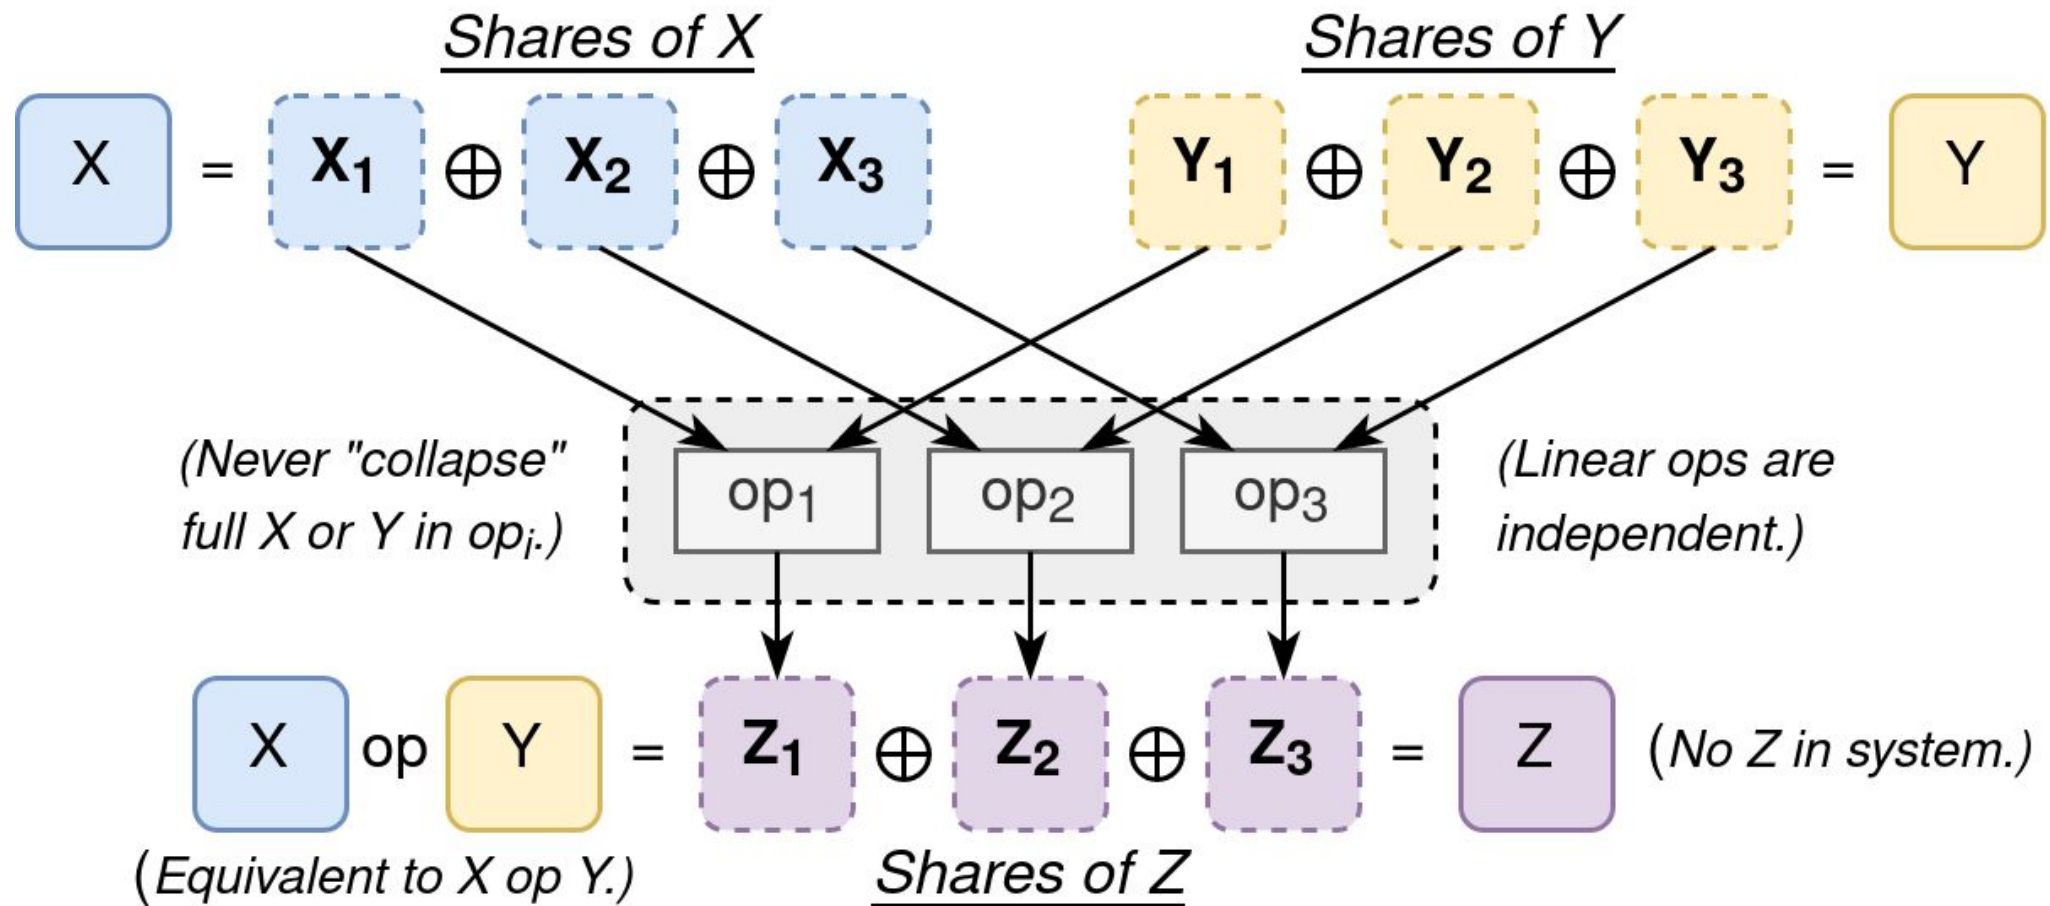 Shares of X
Shares of Y
X = X₁ ⊕ X₂ ⊕ X₃
Y₁ ⊕ Y₂ ⊕ Y₃ = Y
(Never "collapse"
full X or Y in opᵢ.)
op₁
op₂
op₃
(Linear ops are
independent.)
X op Y = Z₁ ⊕ Z₂ ⊕ Z₃ = Z (No Z in system.)
(Equivalent to X op Y.)
Shares of Z